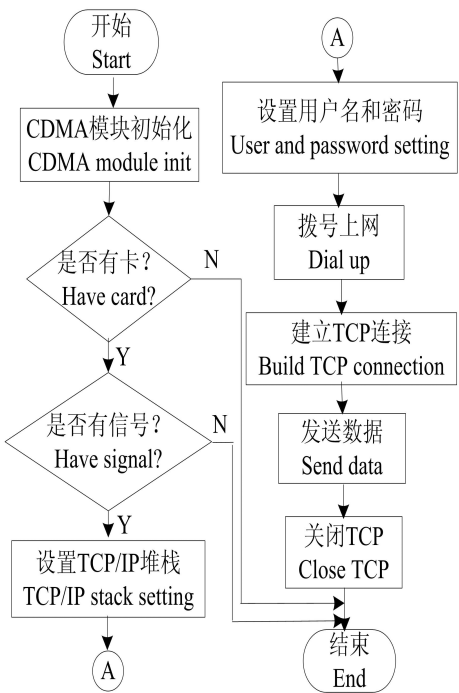 开始
Start
CDMA模块初始化
CDMA module init
是否有卡?
Have card?
N
Y
是否有信号?
Have signal?
N
Y
设置TCP/IP堆栈
TCP/IP stack setting
A
A
设置用户名和密码
User and password setting
拨号上网
Dial up
建立TCP连接
Build TCP connection
发送数据
Send data
关闭TCP
Close TCP
结束
End